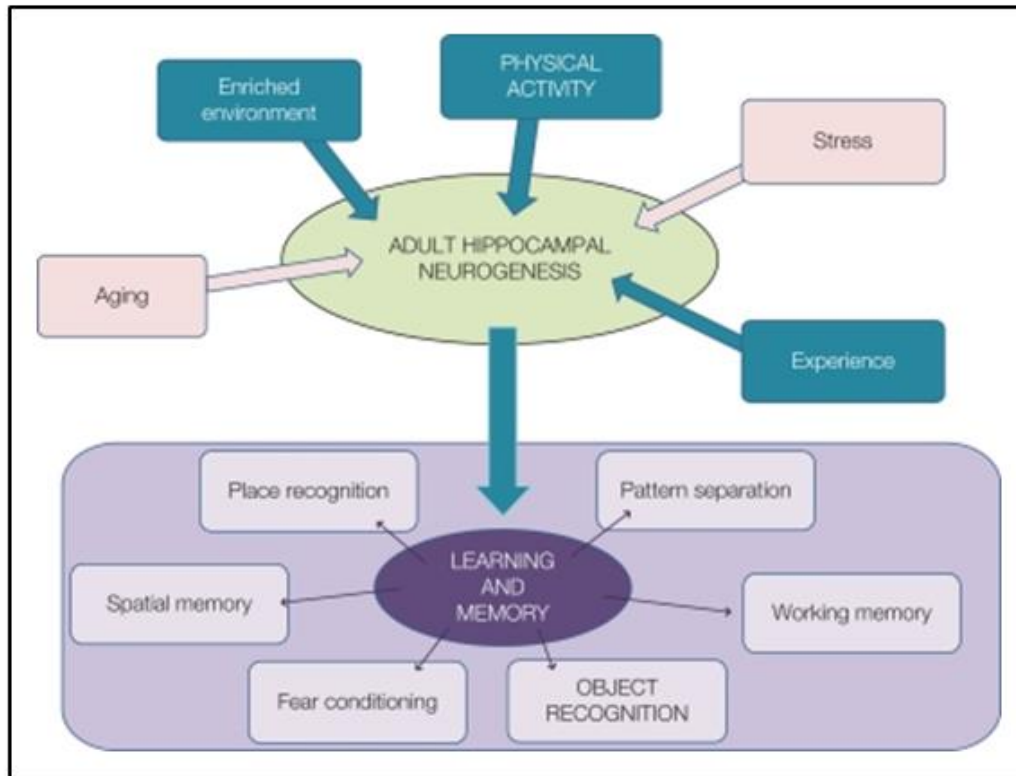 PHYSICAL
ACTIVITY
Enriched
environment
Stress
ADULT HIPPOCAMPAL
NEUROGENESIS
Aging
Experience
Place recognition
Pattern separation
LEARNING
AND
MEMORY
Spatial memory
Working memory
Fear conditioning
OBJECT
RECOGNITION